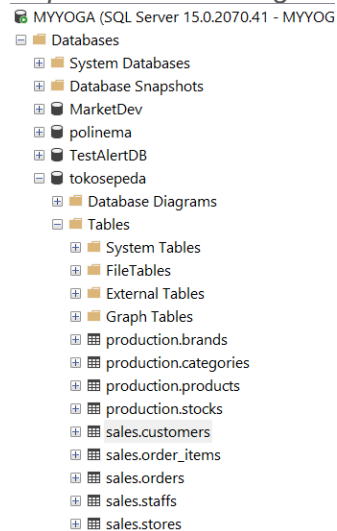 MYYOGA (SQL Server 15.0.2070.41 - MYYOG
Databases
System Databases
Database Snapshots
MarketDev
polinema
TestAlertDB
tokosepeda
Database Diagrams
Tables
System Tables
FileTables
External Tables
Graph Tables
production.brands
production.categories
production.products
production.stocks
sales.customers
sales.order_items
sales.orders
sales.staffs
sales.stores